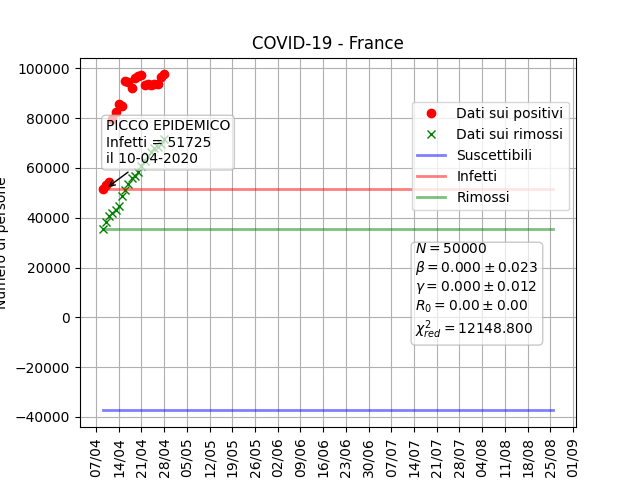 COVID-19 - France
Numero di persone
100000
80000
60000
40000
20000
0
−20000
−40000
PICCO EPIDEMICO
Infetti = 51725
il 10-04-2020
Dati sui positivi
Dati sui rimossi
Suscettibili
Infetti
Rimossi
N = 50000
β = 0.000 ± 0.023
γ = 0.000 ± 0.012
R₀ = 0.00 ± 0.00
χ²_red = 12148.800
07/04
14/04
21/04
28/04
05/05
12/05
19/05
26/05
02/06
09/06
16/06
23/06
30/06
07/07
14/07
21/07
28/07
04/08
11/08
18/08
25/08
01/09